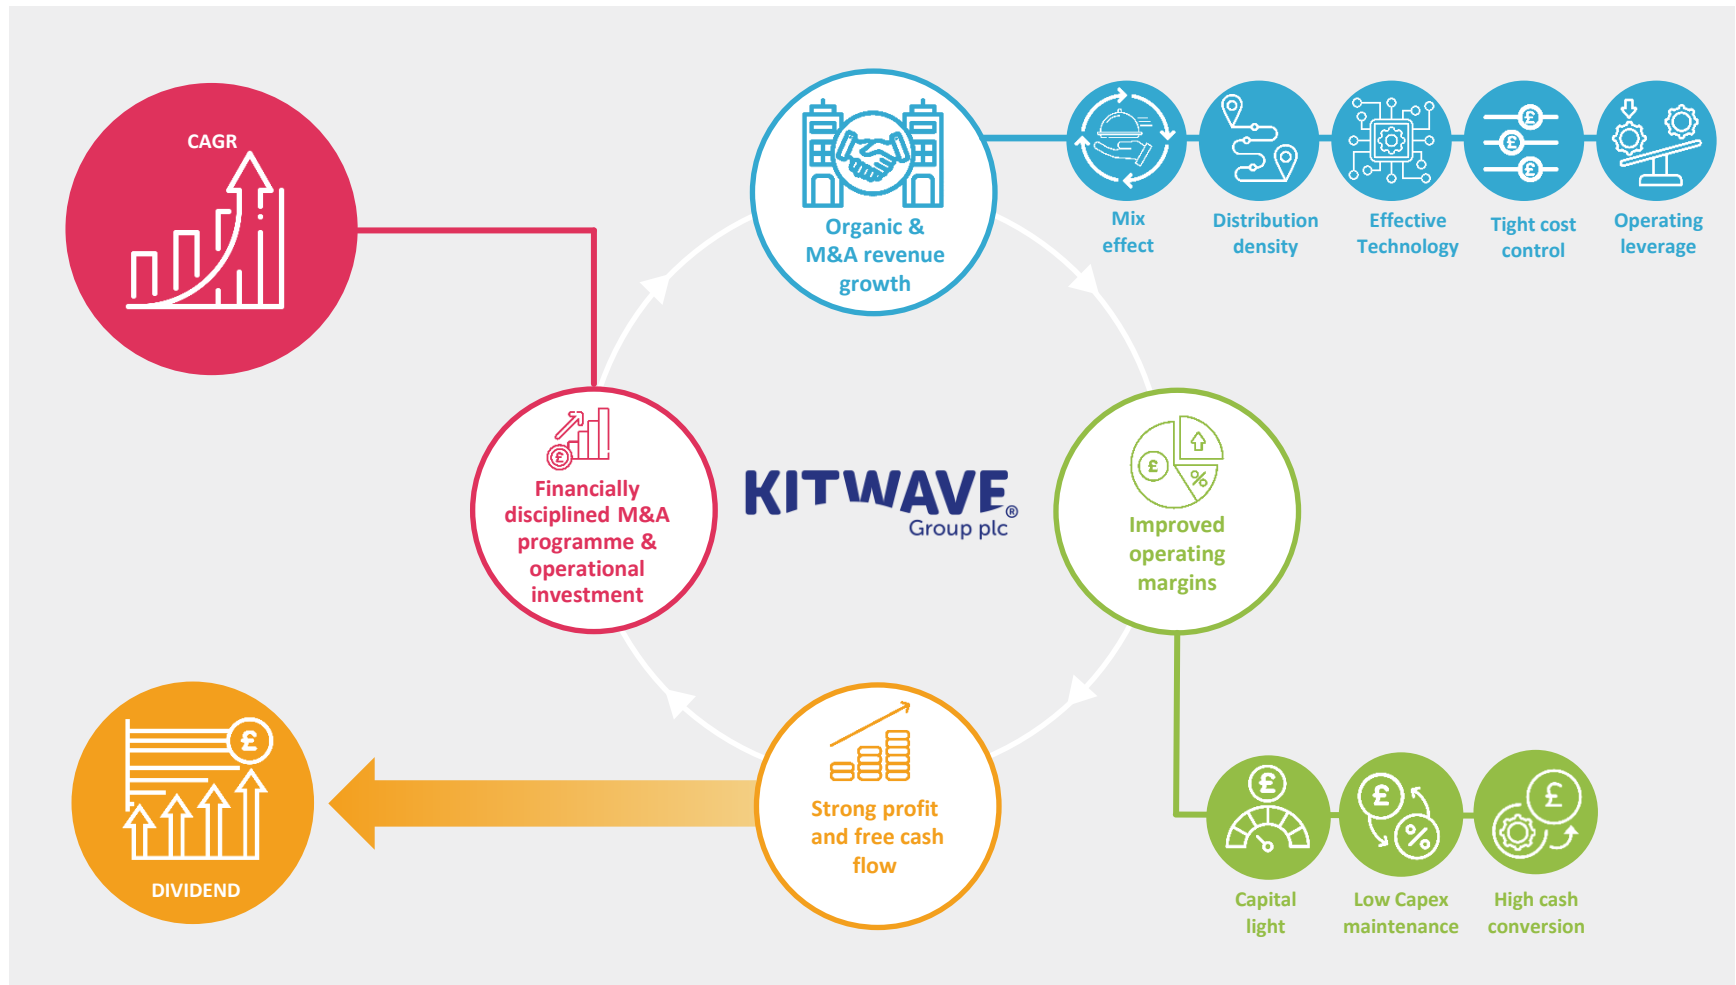 CAGR
Organic &
M&A revenue
growth
Mix
effect
Distribution
density
Effective
Technology
Tight cost
control
Operating
leverage
£
Financially
disciplined M&A
programme &
operational
investment
KITWAVE®
Group plc
£
%
Improved
operating
margins
£
£
£
£
DIVIDEND
Strong profit
and free cash
flow
£
Capital
light
£
%
Low Capex
maintenance
£
High cash
conversion